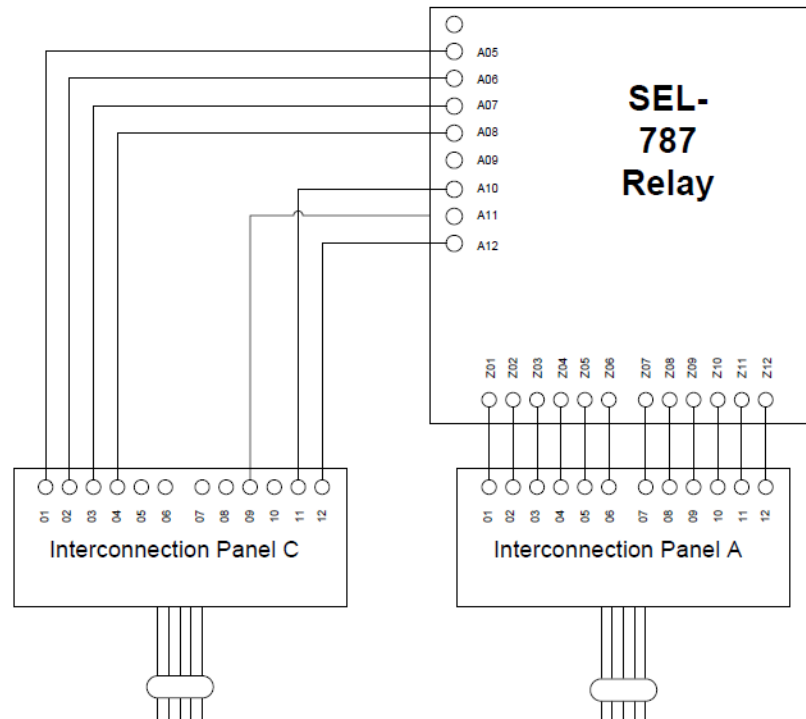 A05
A06
A07
A08
A09
A10
A11
A12
SEL-
787
Relay
Z01
Z02
Z03
Z04
Z05
Z06
Z07
Z08
Z09
Z10
Z11
Z12
01
02
03
04
05
06
07
08
09
10
11
12
Interconnection Panel C
01
02
03
04
05
06
07
08
09
10
11
12
Interconnection Panel A